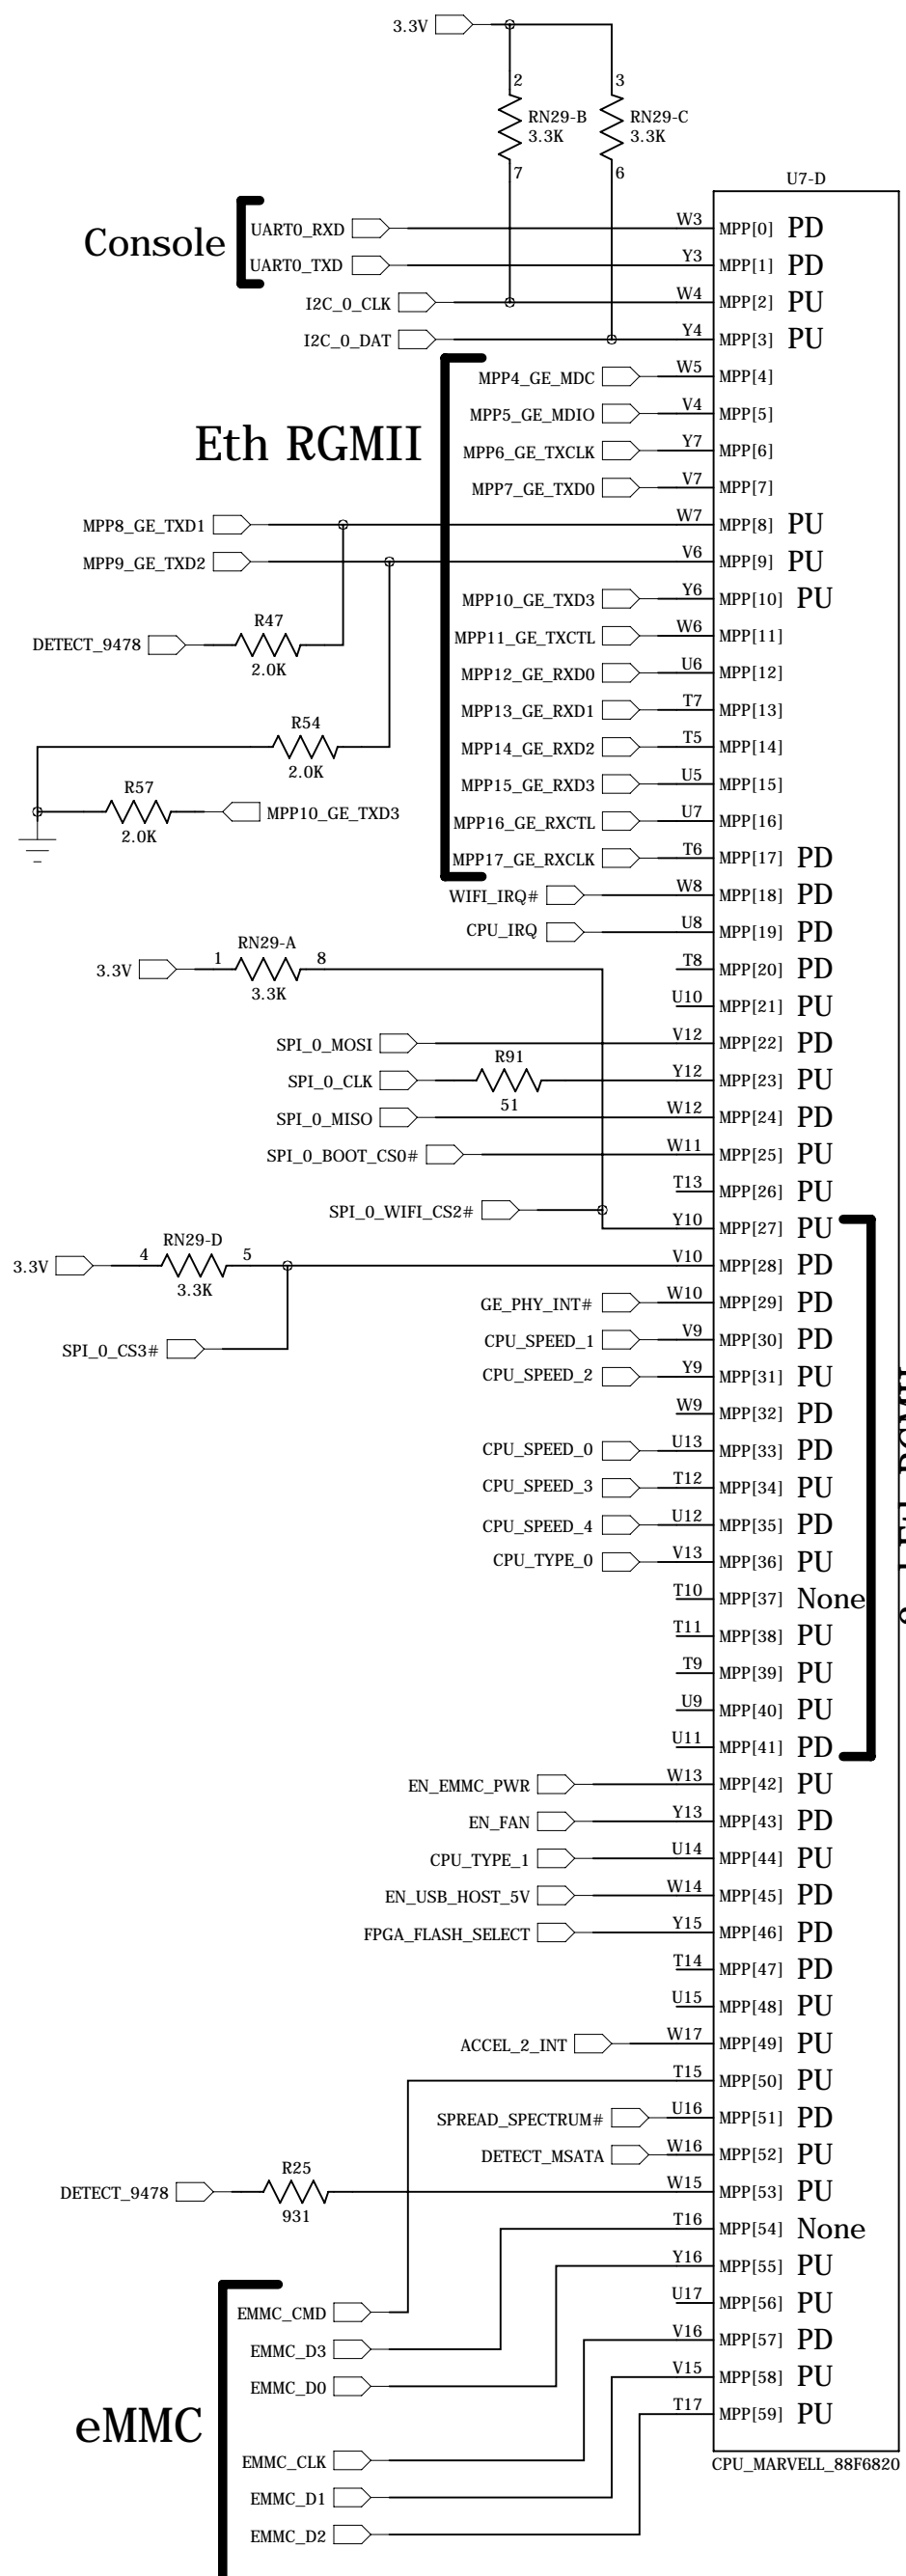 3.3V
2
3
RN29-B
3.3K
RN29-C
3.3K
7
6
U7-D
Console
UART0_RXD W3 MPP[0] PD
UART0_TXD Y3 MPP[1] PD
I2C_0_CLK W4 MPP[2] PU
I2C_0_DAT Y4 MPP[3] PU
Eth RGMII
MPP4_GE_MDC W5 MPP[4]
MPP5_GE_MDIO V4 MPP[5]
MPP6_GE_TXCLK Y7 MPP[6]
MPP7_GE_TXD0 V7 MPP[7]
MPP8_GE_TXD1 W7 MPP[8] PU
MPP9_GE_TXD2 V6 MPP[9] PU
MPP10_GE_TXD3 Y6 MPP[10] PU
R47
DETECT_9478
2.0K
MPP11_GE_TXCTL W6 MPP[11]
MPP12_GE_RXD0 U6 MPP[12]
MPP13_GE_RXD1 T7 MPP[13]
R54
2.0K
MPP14_GE_RXD2 T5 MPP[14]
MPP15_GE_RXD3 U5 MPP[15]
R57
2.0K
MPP10_GE_TXD3
MPP16_GE_RXCTL U7 MPP[16]
MPP17_GE_RXCLK T6 MPP[17] PD
WIFI_IRQ# W8 MPP[18] PD
CPU_IRQ U8 MPP[19] PD
3.3V 1 RN29-A 8
3.3K
T8 MPP[20] PD
U10 MPP[21] PU
SPI_0_MOSI V12 MPP[22] PD
SPI_0_CLK R91 Y12 MPP[23] PU
51
SPI_0_MISO W12 MPP[24] PD
SPI_0_BOOT_CS0# W11 MPP[25] PU
T13 MPP[26] PU
SPI_0_WIFI_CS2# Y10 MPP[27] PU
3.3V 4 RN29-D 5 V10 MPP[28] PD
3.3K
GE_PHY_INT# W10 MPP[29] PD
SPI_0_CS3#
CPU_SPEED_1 V9 MPP[30] PD
CPU_SPEED_2 Y9 MPP[31] PU
W9 MPP[32] PD
CPU_SPEED_0 U13 MPP[33] PD
CPU_SPEED_3 T12 MPP[34] PU
CPU_SPEED_4 U12 MPP[35] PD
CPU_TYPE_0 V13 MPP[36] PU
T10 MPP[37] None
T11 MPP[38] PU
T9 MPP[39] PU
U9 MPP[40] PU
U11 MPP[41] PD
EN_EMMC_PWR W13 MPP[42] PU
EN_FAN Y13 MPP[43] PD
CPU_TYPE_1 U14 MPP[44] PU
EN_USB_HOST_5V W14 MPP[45] PD
FPGA_FLASH_SELECT Y15 MPP[46] PD
T14 MPP[47] PD
U15 MPP[48] PU
ACCEL_2_INT W17 MPP[49] PU
T15 MPP[50] PU
SPREAD_SPECTRUM# U16 MPP[51] PD
DETECT_MSATA W16 MPP[52] PU
DETECT_9478 R25 W15 MPP[53] PU
931
T16 MPP[54] None
Y16 MPP[55] PU
U17 MPP[56] PU
V16 MPP[57] PD
V15 MPP[58] PU
T17 MPP[59] PU
CPU_MARVELL_88F6820
eMMC
EMMC_CMD
EMMC_D3
EMMC_D0
EMMC_CLK
EMMC_D1
EMMC_D2